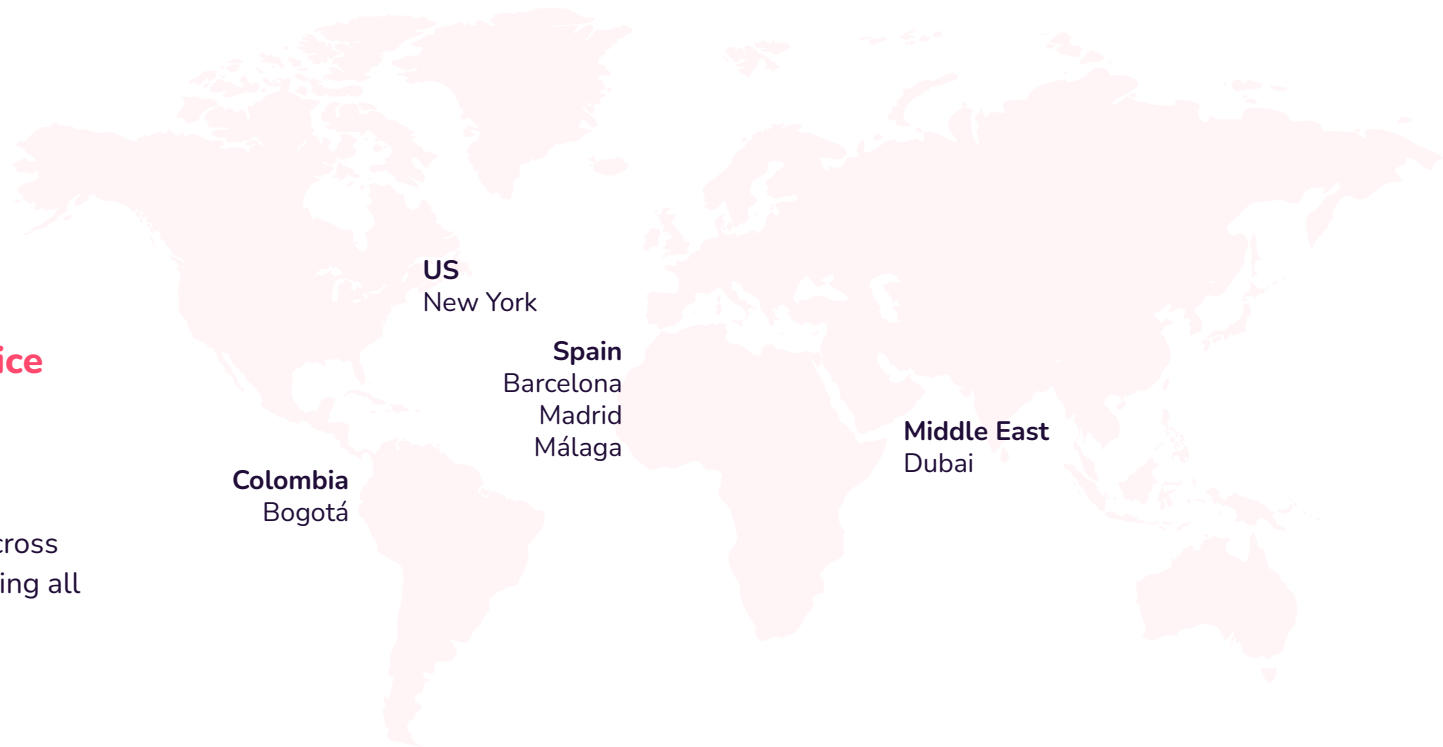 ice
cross
ing all
US
New York
Spain
Barcelona
Madrid
Málaga
Middle East
Dubai
Colombia
Bogotá